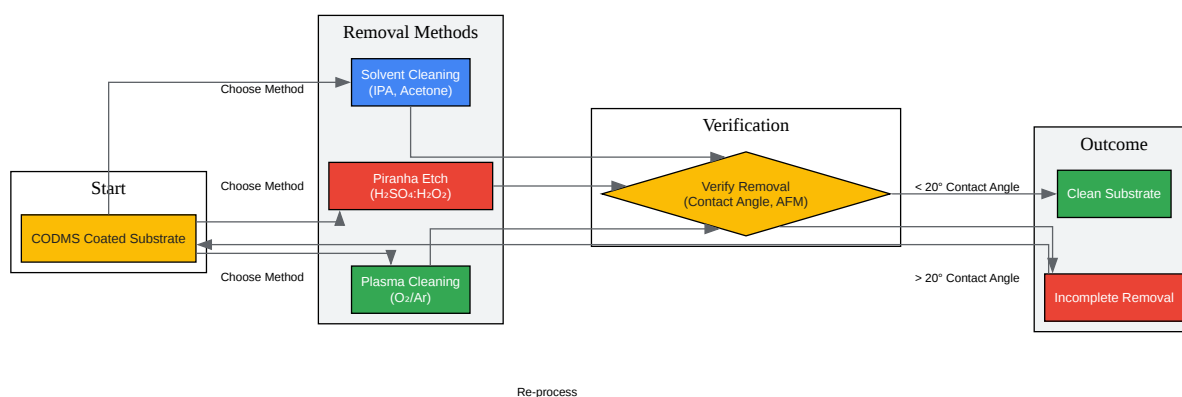 Removal Methods
Solvent Cleaning
(IPA, Acetone)
Choose Method
Verification
Outcome
Start
Piranha Etch
(H₂SO₄:H₂O₂)
Choose Method
Verify Removal
(Contact Angle, AFM)
< 20° Contact Angle
Clean Substrate
CODMS Coated Substrate
Choose Method
Plasma Cleaning
(O₂/Ar)
> 20° Contact Angle
Incomplete Removal
Re-process